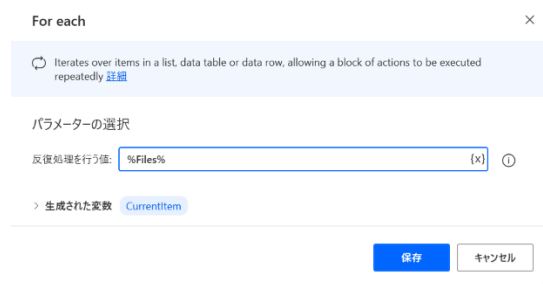 For each
Iterates over items in a list, data table or data row, allowing a block of actions to be executed
repeatedly 詳細
パラメーターの選択
反復処理を行う値: %Files% {x}
生成された変数 CurrentItem
保存 キャンセル